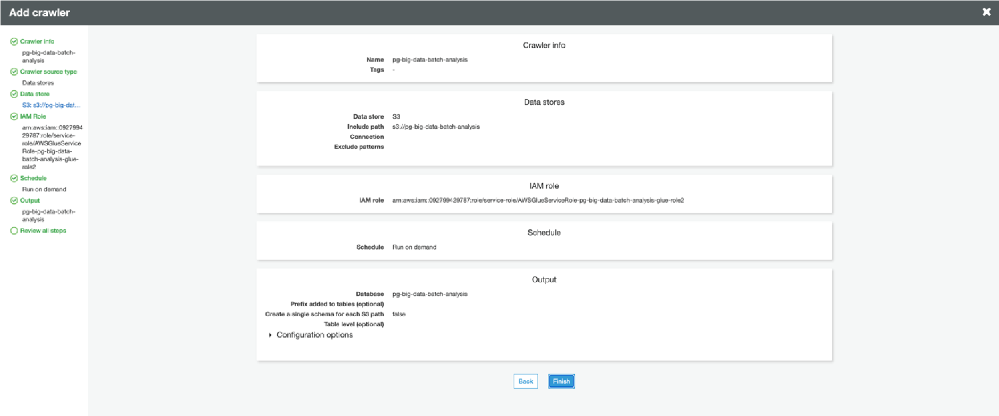 Add crawler
Crawler info
pg-big-data-batch-
analysis
Crawler source type
Data stores
Data store
S3: s3://pg-big-dat...
IAM Role
arn:aws:iam::0927994
29787:role/service-
role/AWSGlueService
Role-pg-big-data-
batch-analysis-glue-
role2
Schedule
Run on demand
Output
pg-big-data-batch-
analysis
Review all steps
Crawler info
Name pg-big-data-batch-analysis
Tags -
Data stores
Data store S3
Include path s3://pg-big-data-batch-analysis
Connection
Exclude patterns
IAM role
IAM role arn:aws:iam::092799429787:role/service-role/AWSGlueServiceRole-pg-big-data-batch-analysis-glue-role2
Schedule
Schedule Run on demand
Output
Database pg-big-data-batch-analysis
Prefix added to tables (optional)
Create a single schema for each S3 path false
Table level (optional)
Configuration options
Back Finish